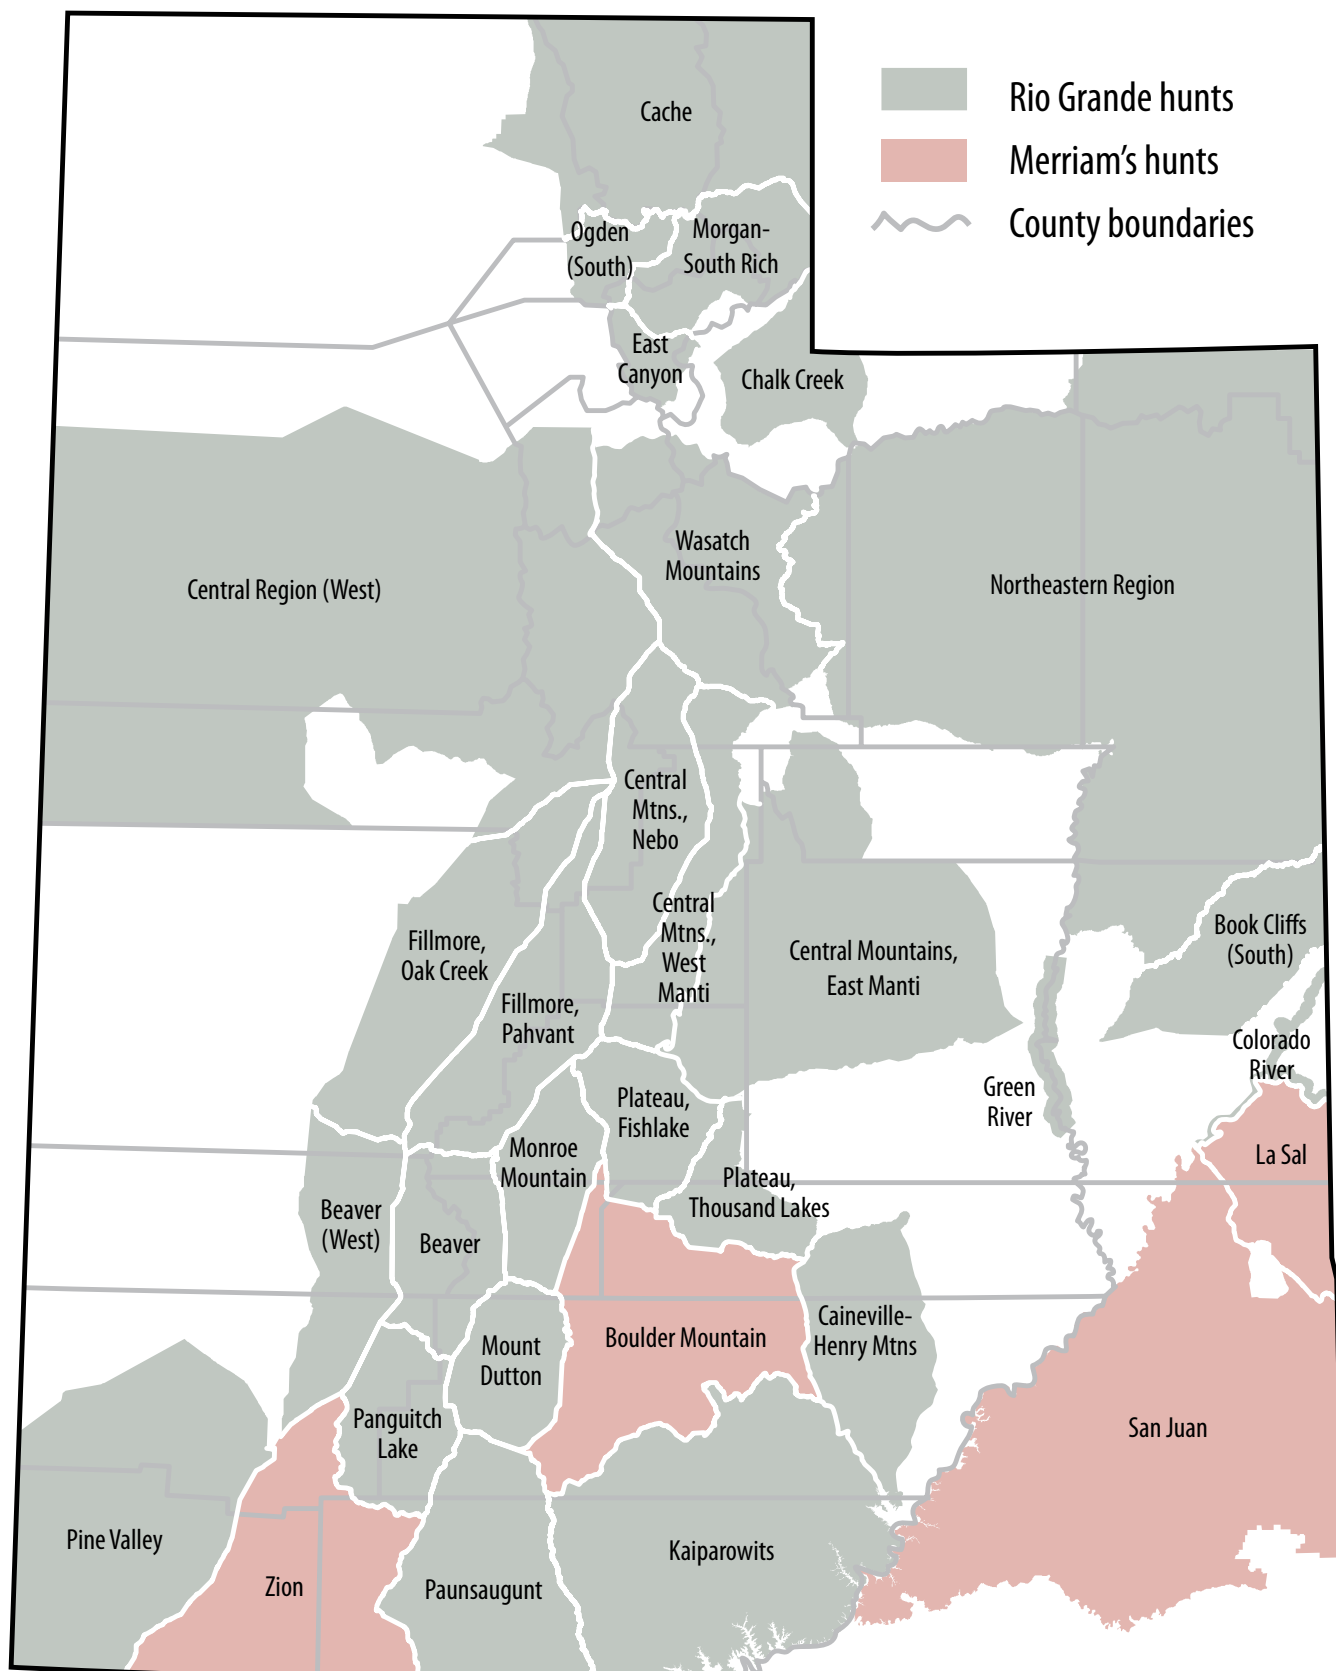 Cache
Rio Grande hunts
Merriam's hunts
County boundaries
Ogden
(South)
Morgan-
South Rich
East
Canyon
Chalk Creek
Wasatch
Mountains
Central Region (West)
Northeastern Region
Central
Mtns.,
Nebo
Central
Mtns.,
West
Manti
Fillmore,
Oak Creek
Central Mountains,
East Manti
Book Cliffs
(South)
Fillmore,
Pahvant
Colorado
River
Green
River
Plateau,
Fishlake
Monroe
Mountain
La Sal
Plateau,
Thousand Lakes
Beaver
(West)
Beaver
Caineville-
Henry Mtns
Mount
Dutton
Boulder Mountain
Panguitch
Lake
San Juan
Pine Valley
Kaiparowits
Zion
Paunsaugunt